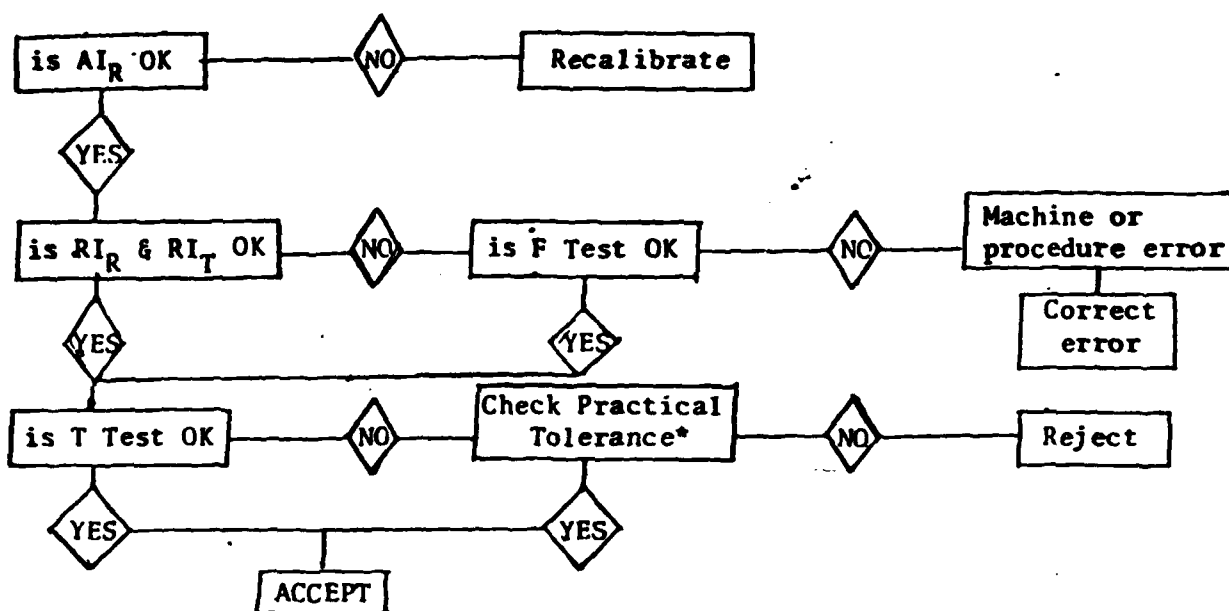 is AI_R OK
NO
Recalibrate
YES
is RI_R & RI_T OK
NO
is F Test OK
NO
Machine or
procedure error
YES
YES
Correct
error
is T Test OK
NO
Check Practical
Tolerance*
NO
Reject
YES
YES
ACCEPT